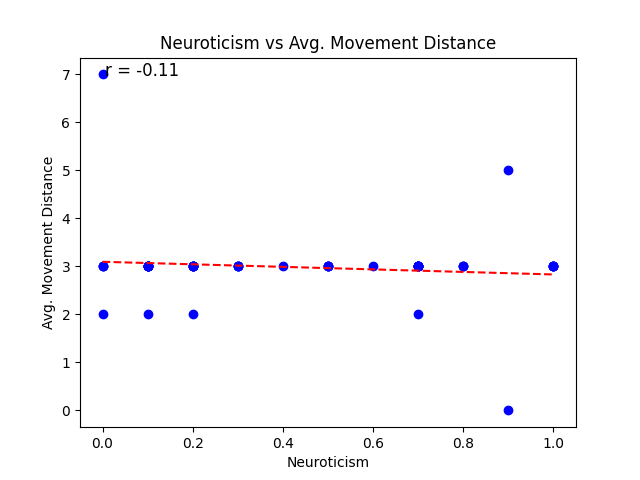 Neuroticism vs Avg. Movement Distance
r = -0.11
Avg. Movement Distance
7
6
5
4
3
2
1
0
0.0 0.2 0.4 0.6 0.8 1.0
Neuroticism